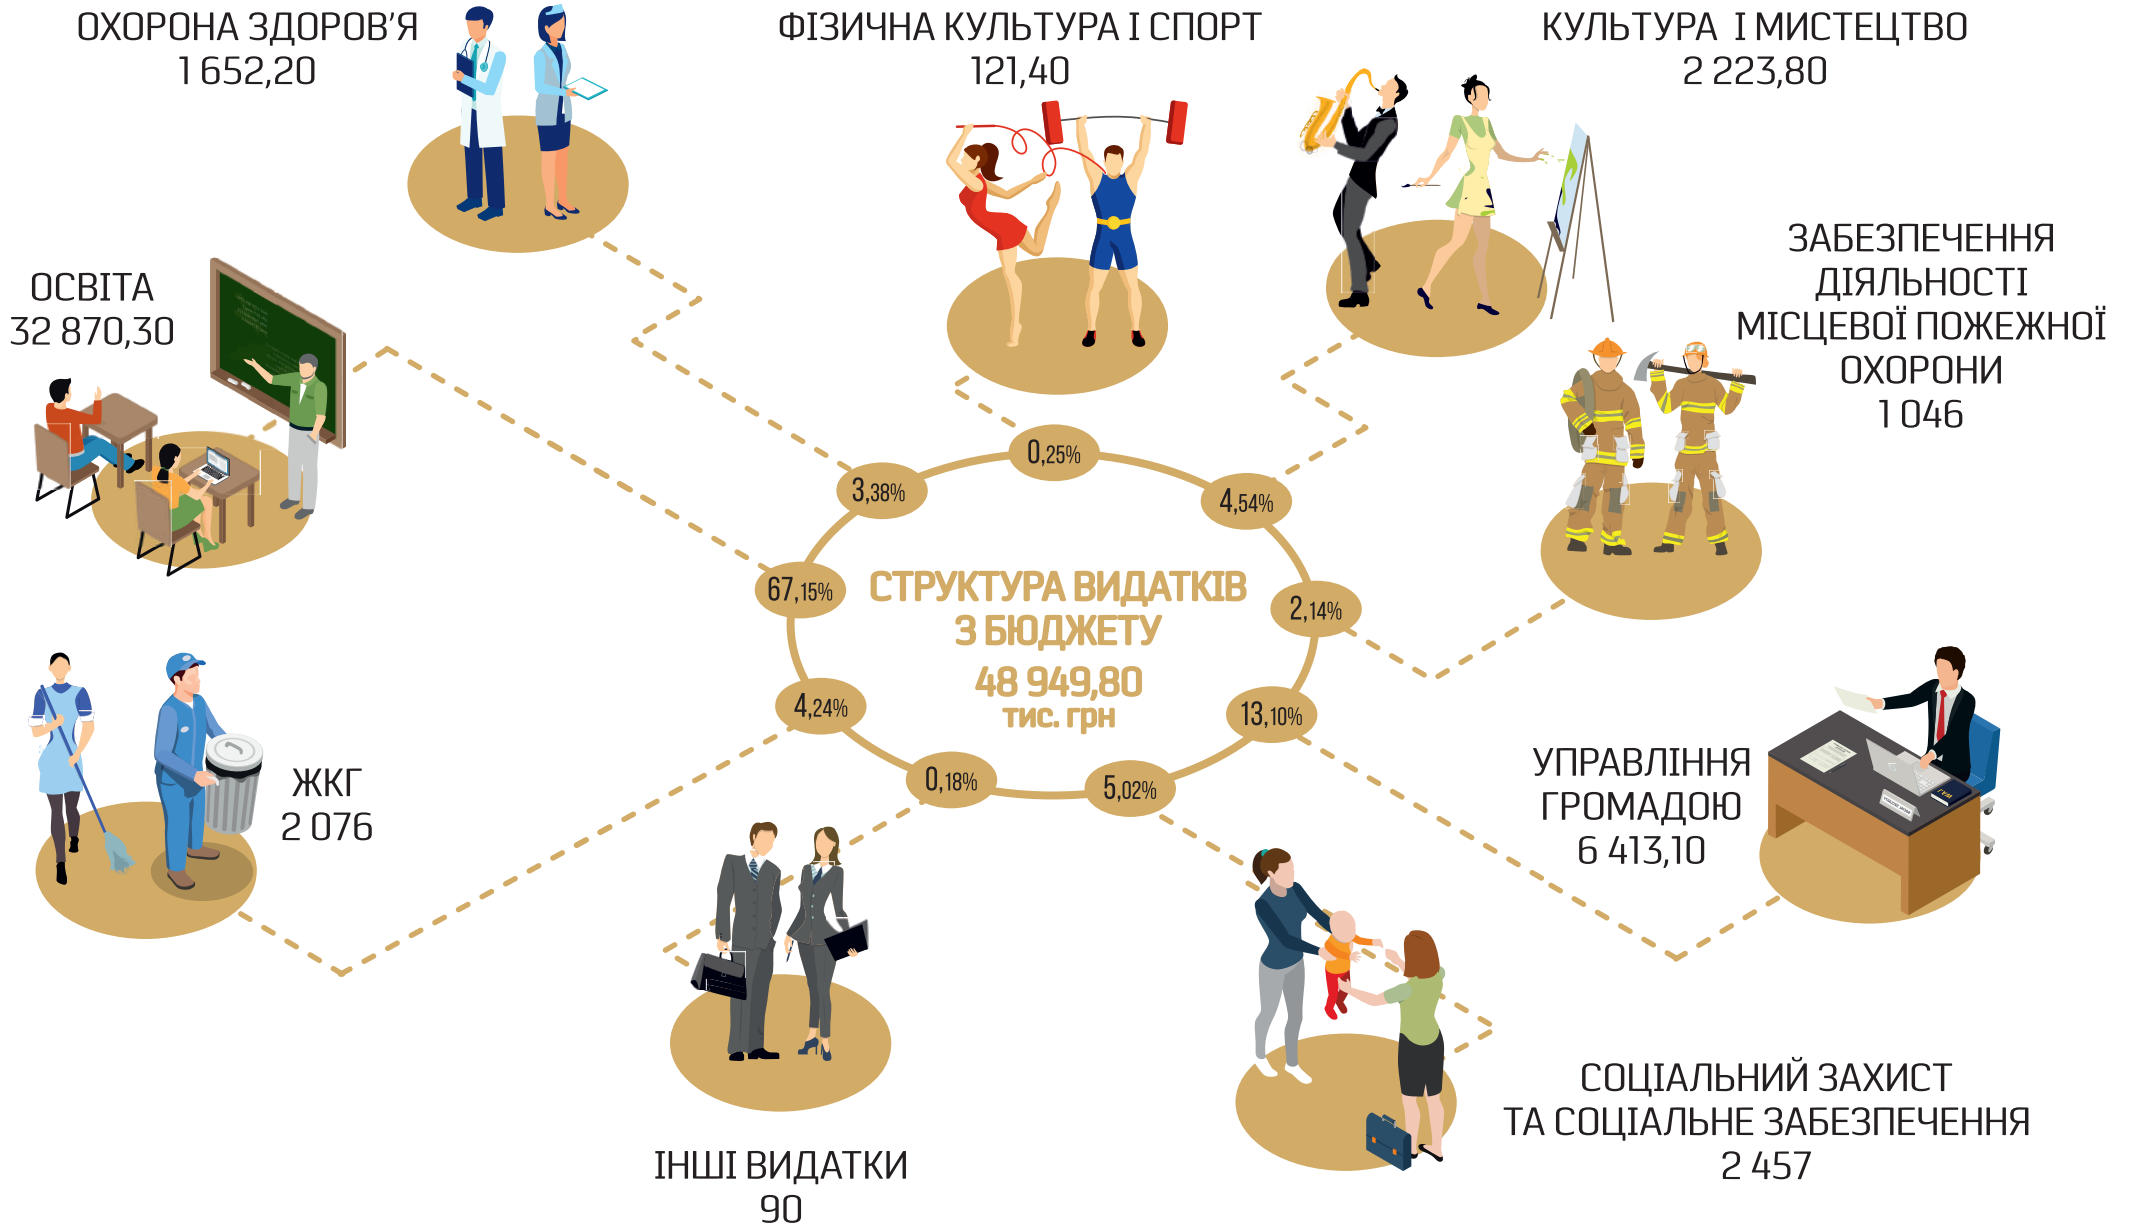 ОХОРОНА ЗДОРОВ'Я
1 652,20
ФІЗИЧНА КУЛЬТУРА І СПОРТ
121,40
КУЛЬТУРА І МИСТЕЦТВО
2 223,80
ЗАБЕЗПЕЧЕННЯ
ДІЯЛЬНОСТІ
МІСЦЕВОЇ ПОЖЕЖНОЇ
ОХОРОНИ
1 046
ОСВІТА
32 870,30
0,25%
3,38%
4,54%
67,15%
2,14%
СТРУКТУРА ВИДАТКІВ
З БЮДЖЕТУ
48 949,80
тис. грн
4,24%
13,10%
0,18%
5,02%
ЖКГ
2 076
УПРАВЛІННЯ
ГРОМАДОЮ
6 413,10
СОЦІАЛЬНИЙ ЗАХИСТ
ТА СОЦІАЛЬНЕ ЗАБЕЗПЕЧЕННЯ
2 457
ІНШІ ВИДАТКИ
90